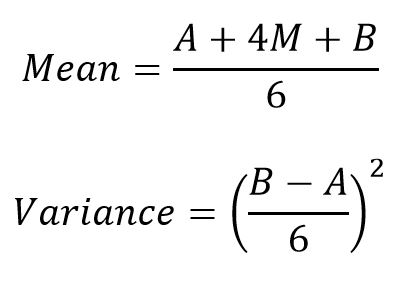 Mean = (A + 4M + B) / 6
Variance = ((B − A) / 6)²